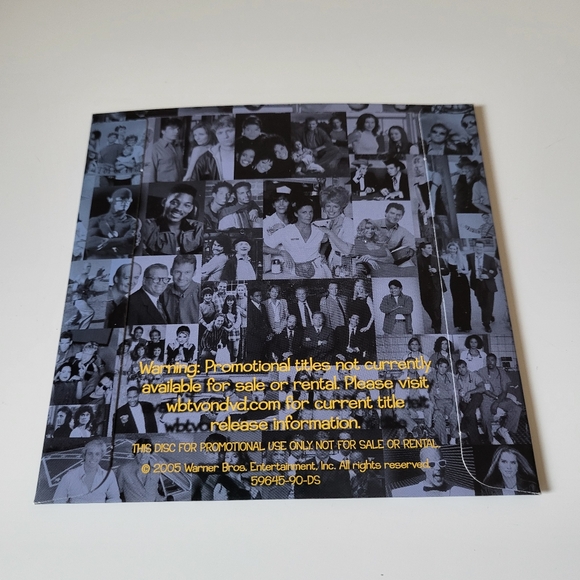 Warning: Promotional titles not currently
available for sale or rental. Please visit
wbtvondvd.com for current title
release information.
THIS DISC FOR PROMOTIONAL USE ONLY. NOT FOR SALE OR RENTAL.
© 2005 Warner Bros. Entertainment, Inc. All rights reserved.
59645-90-DS